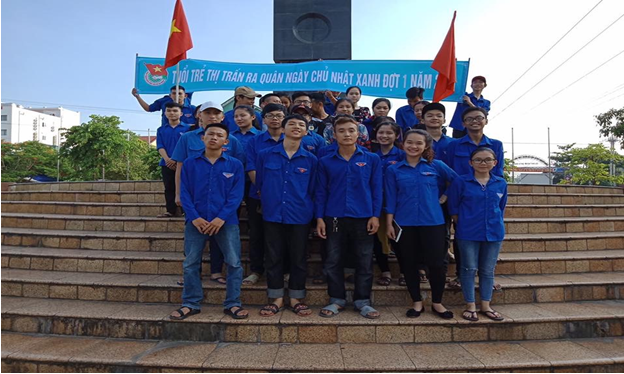 TUỔI TRẺ THỊ TRẤN RA QUÂN NGÀY CHỦ NHẬT XANH ĐỢT 1 NĂM